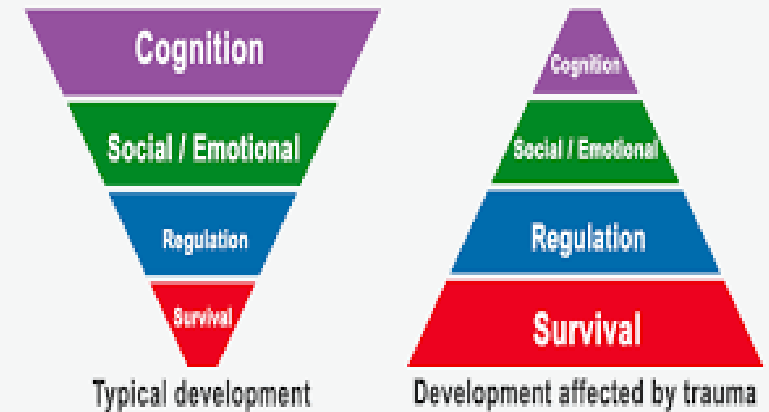 Cognition
Social / Emotional
Regulation
Survival
Typical development
Cognition
Social / Emotional
Regulation
Survival
Development affected by trauma